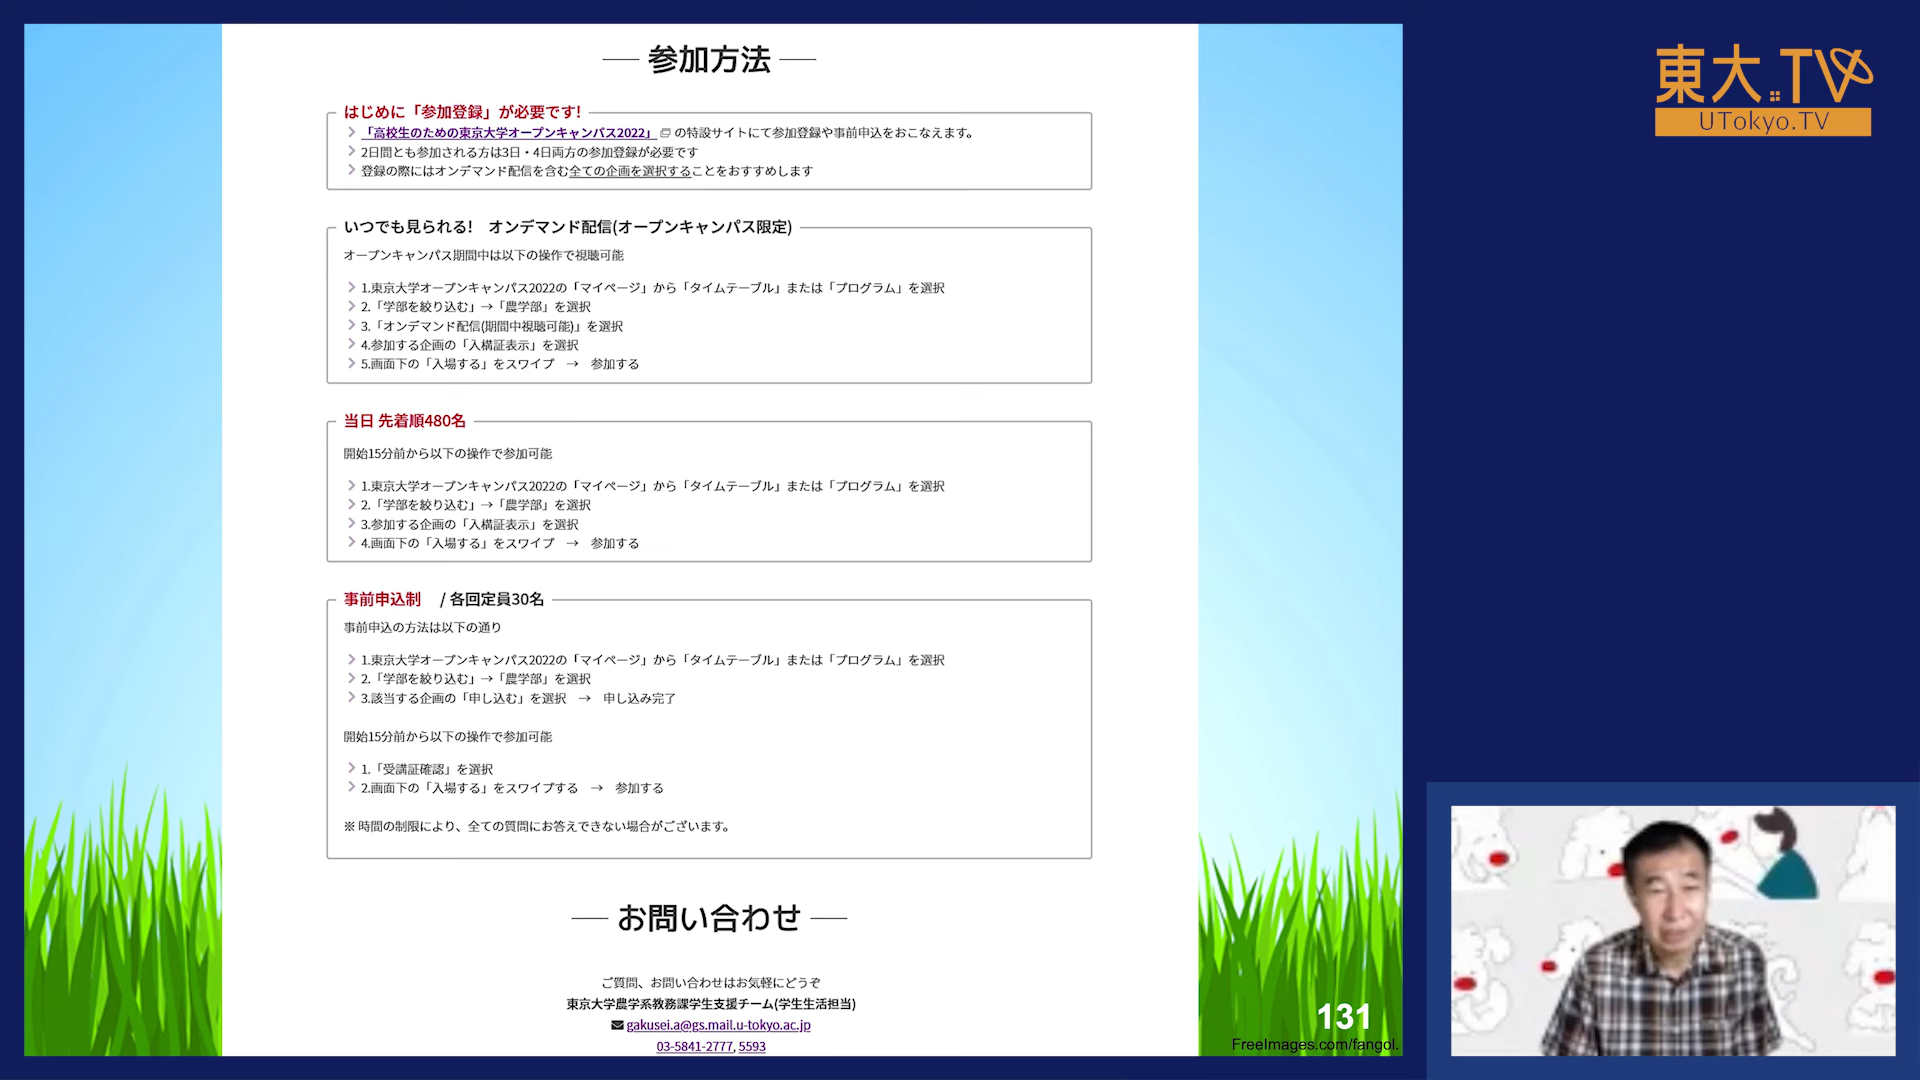 参加方法
はじめに「参加登録」が必要です!
「高校生のための東京大学オープンキャンパス2022」 の特設サイトにて参加登録や事前申込をおこなえます。
2日間とも参加される方は3日・4日両方の参加登録が必要です
登録の際にはオンデマンド配信を含む全ての企画を選択することをおすすめします
いつでも見られる! オンデマンド配信(オープンキャンパス限定)
オープンキャンパス期間中は以下の操作で視聴可能
1.東京大学オープンキャンパス2022の「マイページ」から「タイムテーブル」または「プログラム」を選択
2.「学部を絞り込む」→「農学部」を選択
3.「オンデマンド配信(期間中視聴可能)」を選択
4.参加する企画の「入構証表示」を選択
5.画面下の「入場する」をスワイプ → 参加する
当日 先着順480名
開始15分前から以下の操作で参加可能
1.東京大学オープンキャンパス2022の「マイページ」から「タイムテーブル」または「プログラム」を選択
2.「学部を絞り込む」→「農学部」を選択
3.参加する企画の「入構証表示」を選択
4.画面下の「入場する」をスワイプ → 参加する
事前申込制 / 各回定員30名
事前申込の方法は以下の通り
1.東京大学オープンキャンパス2022の「マイページ」から「タイムテーブル」または「プログラム」を選択
2.「学部を絞り込む」→「農学部」を選択
3.該当する企画の「申し込む」を選択 → 申し込み完了
開始15分前から以下の操作で参加可能
1.「受講証確認」を選択
2.画面下の「入場する」をスワイプする → 参加する
※ 時間の制限により、全ての質問にお答えできない場合がございます。
お問い合わせ
ご質問、お問い合わせはお気軽にどうぞ
東京大学農学系教務課学生支援チーム(学生生活担当)
gakusei.a@gs.mail.u-tokyo.ac.jp
03-5841-2777, 5593
131
FreeImages.com/fangol.
東大TV
UTokyo.TV